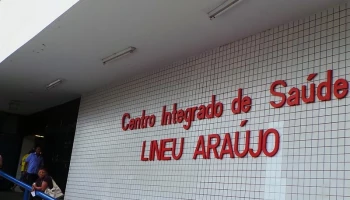 Centro Integrado de Saúde
LINEU ARAÚJO